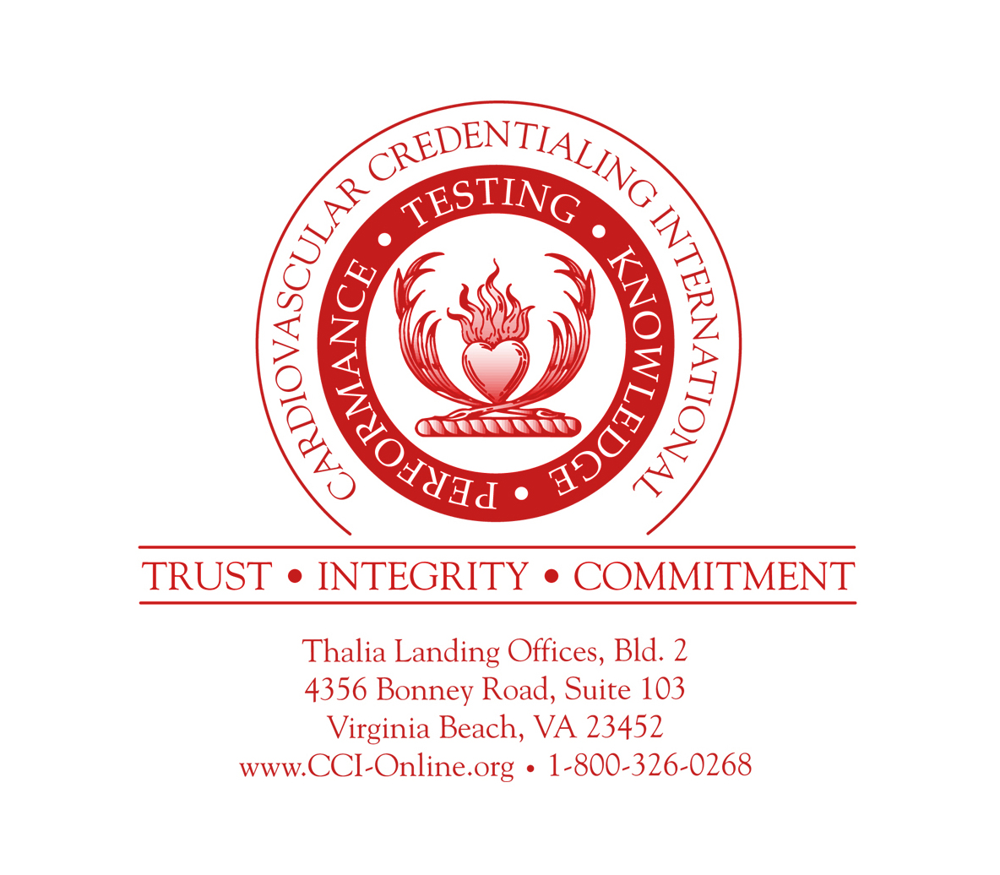 CARDIOVASCULAR CREDENTIALING INTERNATIONAL
PERFORMANCE • TESTING • KNOWLEDGE •
TRUST • INTEGRITY • COMMITMENT
Thalia Landing Offices, Bld. 2
4356 Bonney Road, Suite 103
Virginia Beach, VA 23452
www.CCI-Online.org • 1-800-326-0268